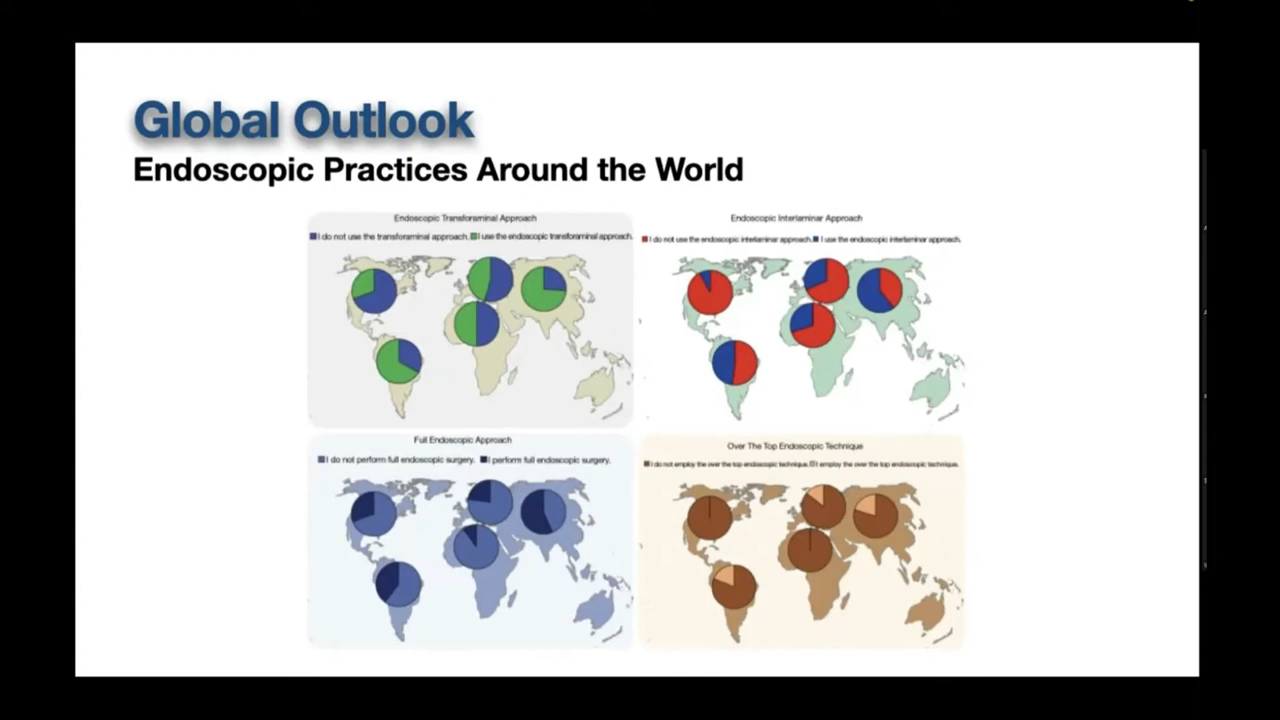 Global Outlook
Endoscopic Practices Around the World
Endoscopic Transforaminal Approach
I do not use the transforaminal approach. I use the endoscopic transforaminal approach.
Endoscopic Interlaminar Approach
I do not use the endoscopic interlaminar approach. I use the endoscopic interlaminar approach.
Full Endoscopic Approach
I do not perform full endoscopic surgery. I perform full endoscopic surgery.
Over The Top Endoscopic Technique
I do not employ the over the top endoscopic technique. I employ the over the top endoscopic technique.